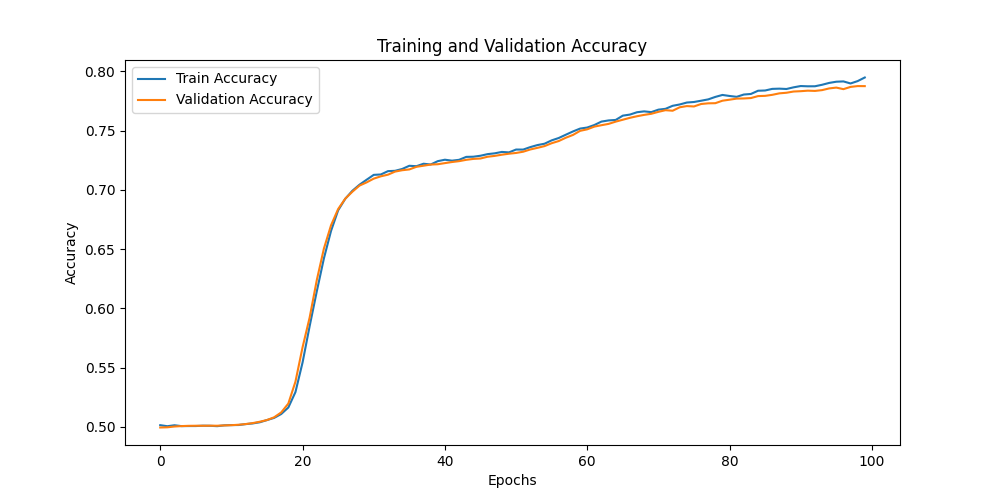 Training and Validation Accuracy
Train Accuracy
Validation Accuracy
0.80
0.75
0.70
0.65
0.60
0.55
0.50
Accuracy
0 20 40 60 80 100
Epochs